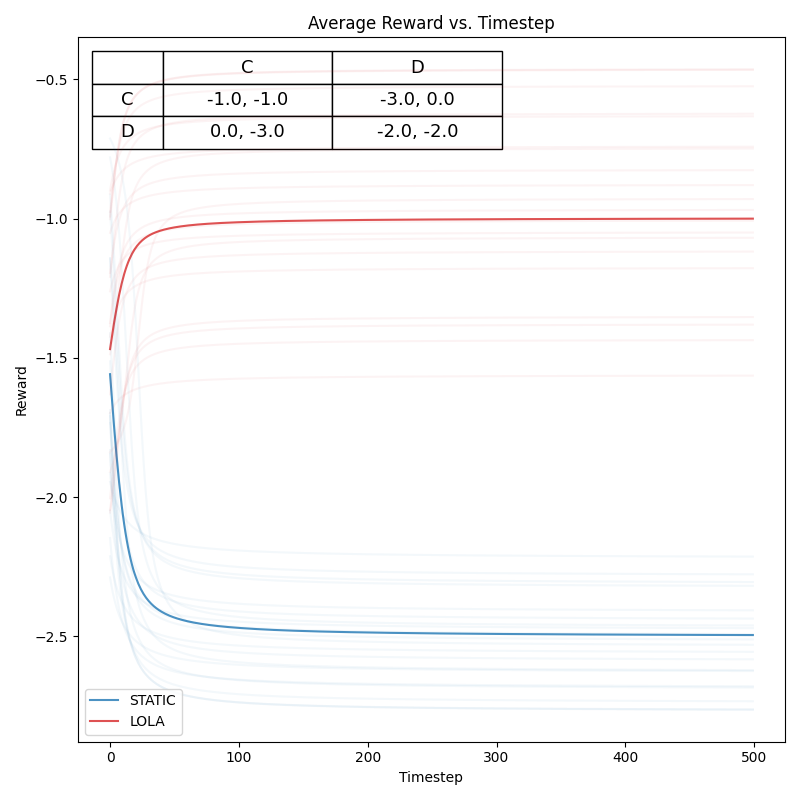 Average Reward vs. Timestep
C D
C -1.0, -1.0 -3.0, 0.0
D 0.0, -3.0 -2.0, -2.0
−0.5
−1.0
−1.5
−2.0
−2.5
Reward
STATIC
LOLA
0 100 200 300 400 500
Timestep